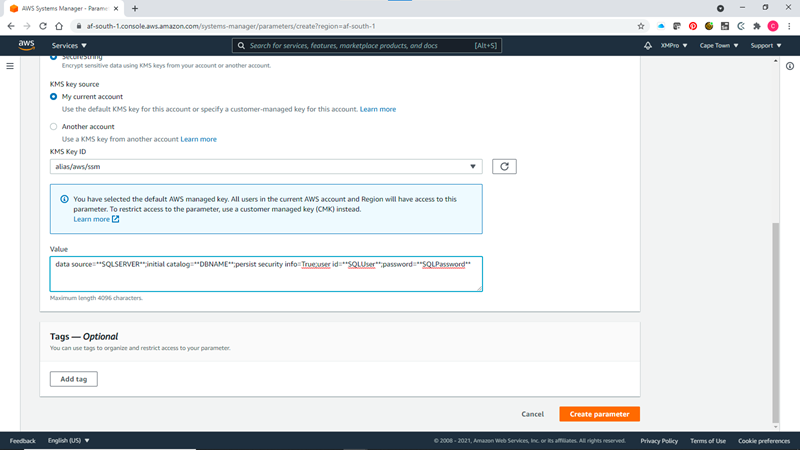 AWS Systems Manager - Paramete
af-south-1.console.aws.amazon.com/systems-manager/parameters/create?region=af-south-1
aws
Services
Search for services, features, marketplace products, and docs
[Alt+S]
XMPro
Cape Town
Support
SecureString
Encrypt sensitive data using KMS keys from your account or another account.
KMS key source
My current account
Use the default KMS key for this account or specify a customer-managed key for this account. Learn more
Another account
Use a KMS key from another account Learn more
KMS Key ID
alias/aws/ssm
You have selected the default AWS managed key. All users in the current AWS account and Region will have access to this
parameter. To restrict access to the parameter, use a customer managed key (CMK) instead.
Learn more
Value
data source=**SQLSERVER**;initial catalog=**DBNAME**;persist security info=True;user id=**SQLUser**;password=**SQLPassword**
Maximum length 4096 characters.
Tags — Optional
You can use tags to organize and restrict access to your parameter.
Add tag
Cancel
Create parameter
Feedback
English (US)
© 2008 - 2021, Amazon Web Services, Inc. or its affiliates. All rights reserved.
Privacy Policy
Terms of Use
Cookie preferences